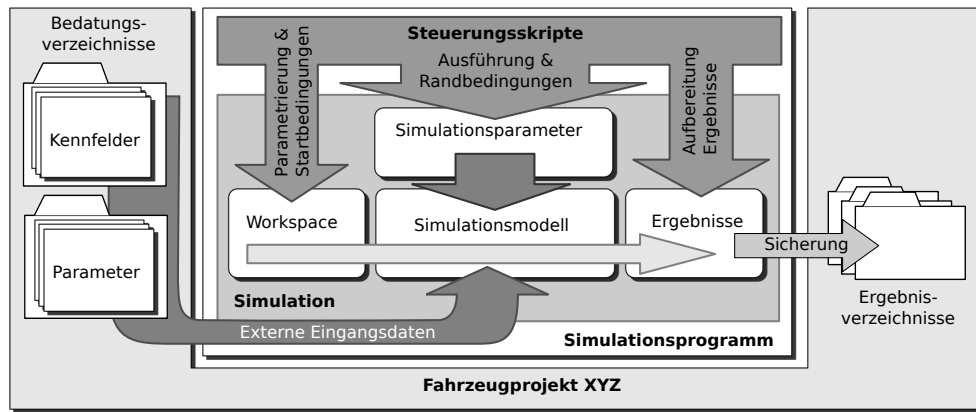 Bedatungs-
verzeichnisse
Kennfelder
Parameter
Steuerungsskripte
Parametrierung &
Startbedingungen
Ausführung &
Randbedingungen
Aufbereitung
Ergebnisse
Simulationsparameter
Workspace
Simulationsmodell
Ergebnisse
Sicherung
Simulation
Externe Eingangsdaten
Simulationsprogramm
Ergebnis-
verzeichnisse
Fahrzeugprojekt XYZ